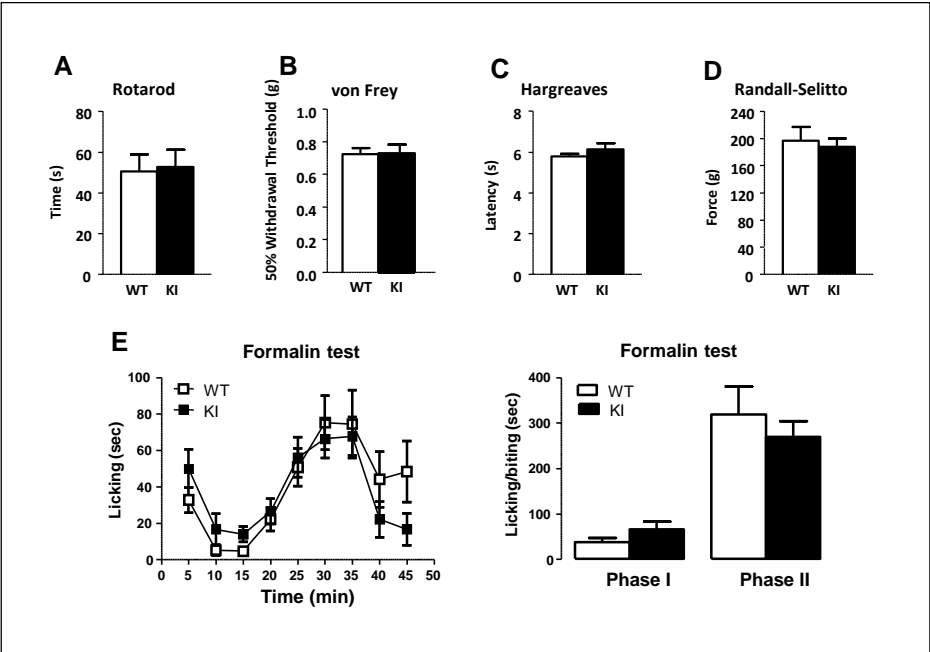 A
Rotarod
Time (s)
80
60
40
20
0
WT KI
B
von Frey
50% Withdrawal Threshold (g)
1.0
0.8
0.6
0.4
0.2
0.0
WT KI
C
Hargreaves
Latency (s)
8
6
4
2
0
WT KI
D
Randall-Selitto
Force (g)
240
200
160
120
80
40
0
WT KI
E
Formalin test
WT
KI
Licking (sec)
100
80
60
40
20
0
0 5 10 15 20 25 30 35 40 45 50
Time (min)
Formalin test
WT
KI
Licking/biting (sec)
400
300
200
100
0
Phase I Phase II